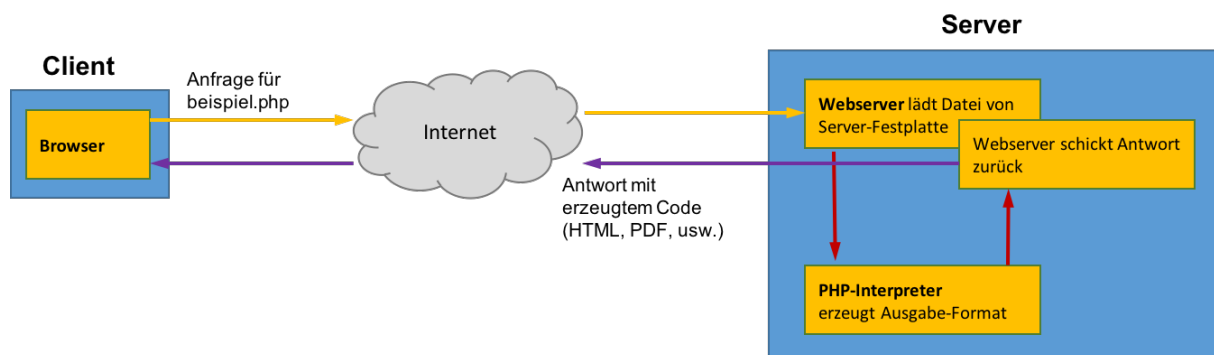 Server
Client
Anfrage für
beispiel.php
Browser
Internet
Webserver lädt Datei von
Server-Festplatte
Webserver schickt Antwort
zurück
Antwort mit
erzeugtem Code
(HTML, PDF, usw.)
PHP-Interpreter
erzeugt Ausgabe-Format